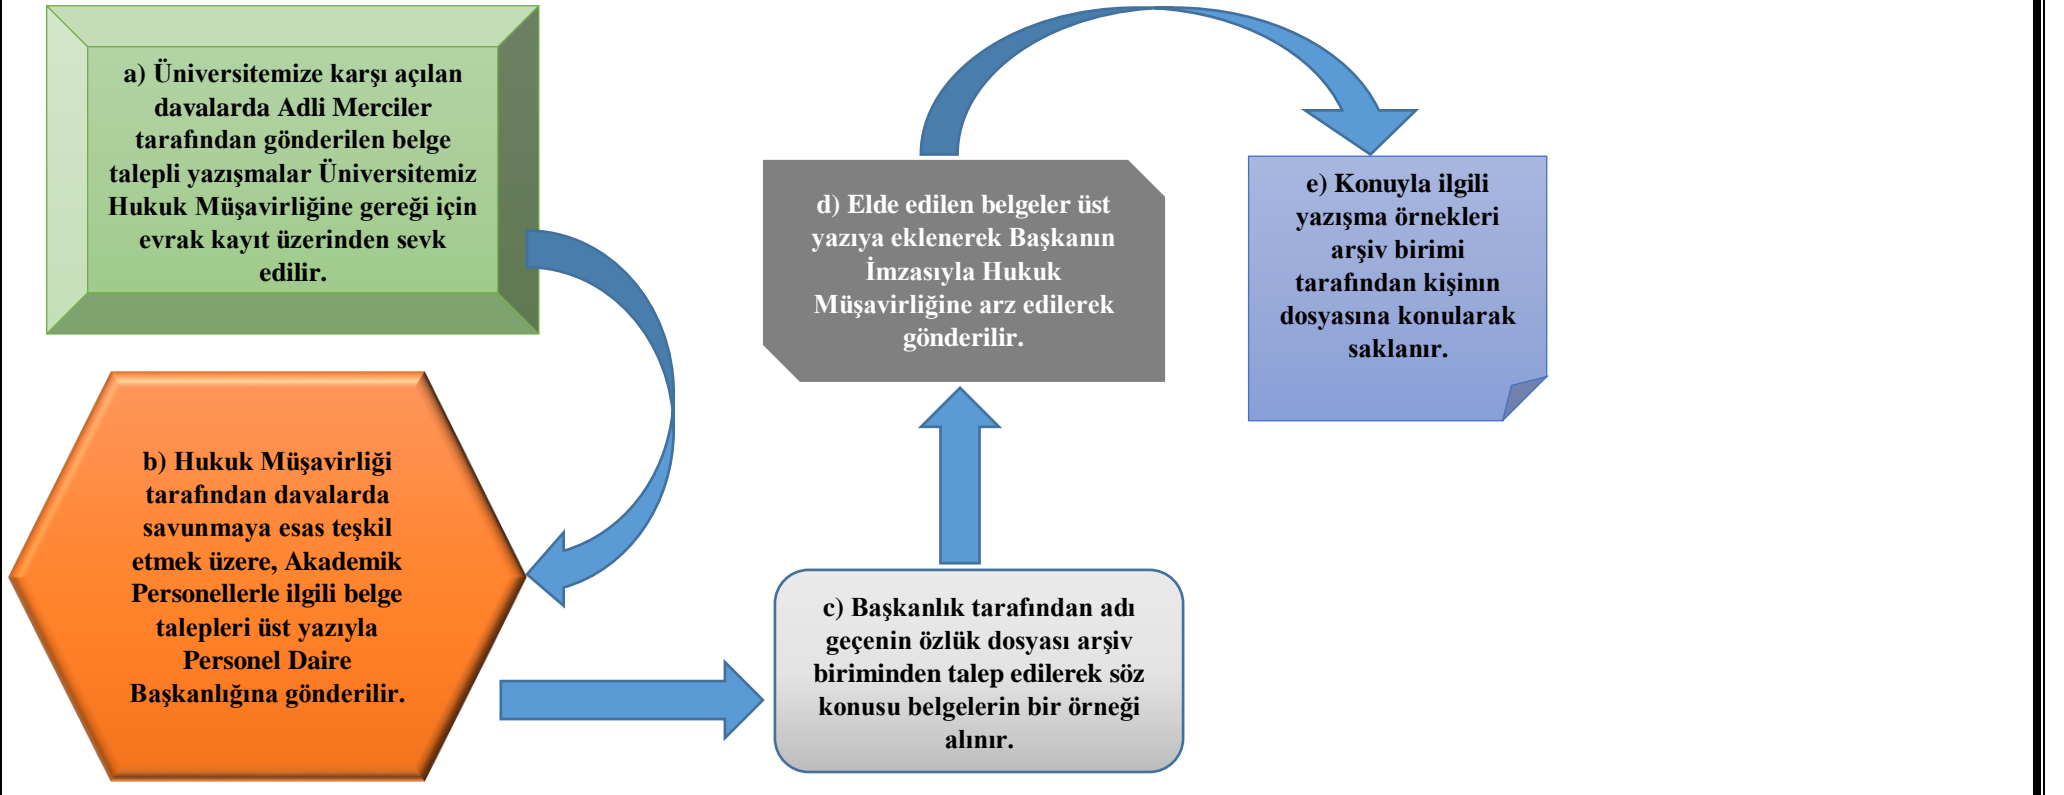 a) Üniversitemize karşı açılan
davalarda Adli Merciler
tarafından gönderilen belge
talepli yazışmalar Üniversitemiz
Hukuk Müşavirliğine gereği için
evrak kayıt üzerinden sevk
edilir.
b) Hukuk Müşavirliği
tarafından davalarda
savunmaya esas teşkil
etmek üzere, Akademik
Personellerle ilgili belge
talepleri üst yazıyla
Personel Daire
Başkanlığına gönderilir.
c) Başkanlık tarafından adı
geçenin özlük dosyası arşiv
biriminden talep edilerek söz
konusu belgelerin bir örneği
alınır.
d) Elde edilen belgeler üst
yazıya eklenerek Başkanın
İmzasıyla Hukuk
Müşavirliğine arz edilerek
gönderilir.
e) Konuyla ilgili
yazışma örnekleri
arşiv birimi
tarafından kişinın
dosyasına konularak
saklanır.